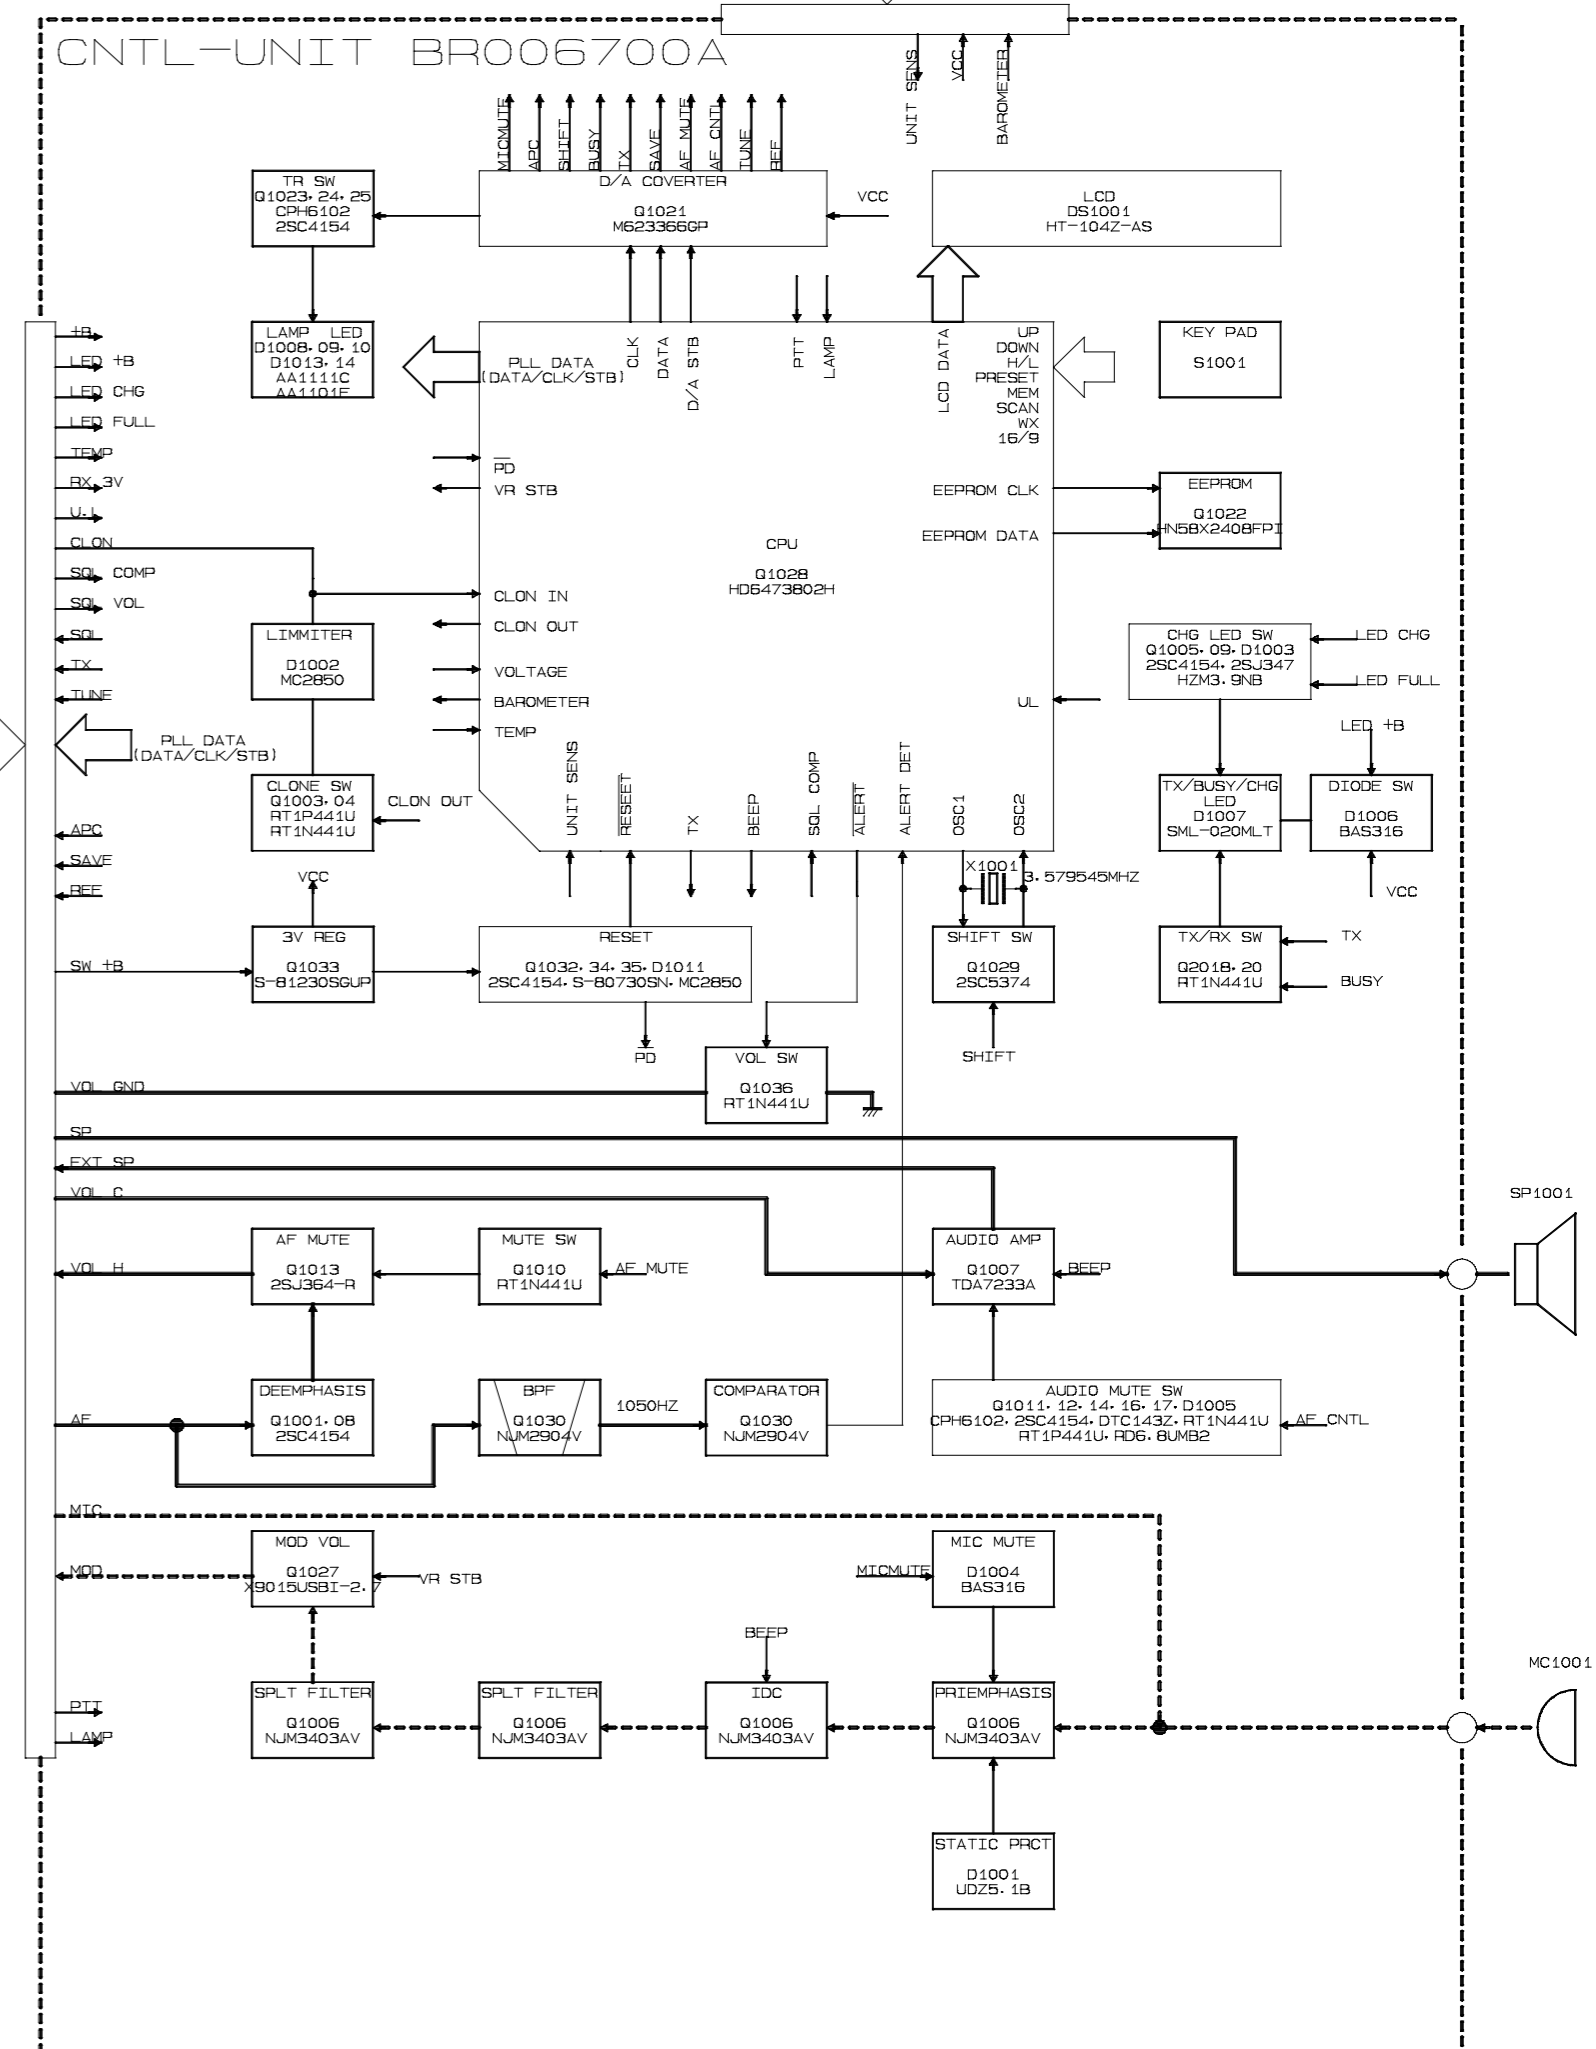 CNTL-UNIT BR006700A
UNIT SENS
VCC
BAROMETER
MICMUTE
APC
SHIFT
BUSY
TX
SAVE
AF MUTE
AF CNTL
TUNE
REF
TR SW
Q1023, 24, 25
CPH6102
2SC4154
D/A COVERTER
Q1021
M62366GP
VCC
LCD
DS1001
HT-104Z-AS
+B
LED +B
LED CHG
LED FULL
TEMP
RX 3V
U.L
CLON
SQL COMP
SQL VOL
SQL
TX
TUNE
PLL DATA
(DATA/CLK/STB)
APC
SAVE
REF
SW +B
VOL GND
SP
EXT SP
VOL C
VOL H
AF
MIC
MOD
PTT
LAMP
LAMP LED
D1008, 09, 10
D1013, 14
AA1111C
AA1101F
PLL DATA
(DATA/CLK/STB)
CLK
DATA
D/A STB
PTT
LAMP
LCD DATA
UP
DOWN
H/L
PRESET
MEM
SCAN
WX
16/9
KEY PAD
S1001
PD
VR STB
EEPROM CLK
EEPROM DATA
EEPROM
Q1022
HN58X2408FPI
CPU
Q1028
HD6473802H
CLON IN
CLON OUT
VOLTAGE
BAROMETER
TEMP
UL
LIMMITER
D1002
MC2850
CHG LED SW
Q1005, 09, D1003
2SC4154, 2SJ347
HZM3.9NB
LED CHG
LED FULL
LED +B
UNIT SENS
RESEET
TX
BEEP
SQL COMP
ALERT
ALERT DET
OSC1
OSC2
CLONE SW
Q1003, 04
RT1P441U
RT1N441U
CLON OUT
TX/BUSY/CHG
LED
D1007
SML-020MLT
DIODE SW
D1006
BAS316
VCC
X1001
3.579545MHZ
VCC
3V REG
Q1033
S-81230SGUP
RESET
Q1032, 34, 35, D1011
2SC4154, S-80730SN, MC2850
SHIFT SW
Q1029
2SC5374
TX/RX SW
Q2018, 20
RT1N441U
TX
BUSY
PD
VOL SW
Q1036
RT1N441U
SHIFT
SP1001
AF MUTE
Q1013
2SJ364-R
MUTE SW
Q1010
RT1N441U
AF MUTE
AUDIO AMP
Q1007
TDA7233A
BEEP
DEEMPHASIS
Q1001, 08
2SC4154
BPF
Q1030
NJM2904V
1050HZ
COMPARATOR
Q1030
NJM2904V
AUDIO MUTE SW
Q1011, 12, 14, 16, 17, D1005
CPH6102, 2SC4154, DTC143Z, RT1N441U
RT1P441U, RD6.8UMB2
AF CNTL
MOD VOL
Q1027
X9015USBI-2.7
VR STB
MICMUTE
MIC MUTE
D1004
BAS316
BEEP
MC1001
SPLT FILTER
Q1006
NJM3403AV
SPLT FILTER
Q1006
NJM3403AV
IDC
Q1006
NJM3403AV
PRIEMPHASIS
Q1006
NJM3403AV
STATIC PRCT
D1001
UDZ5.1B